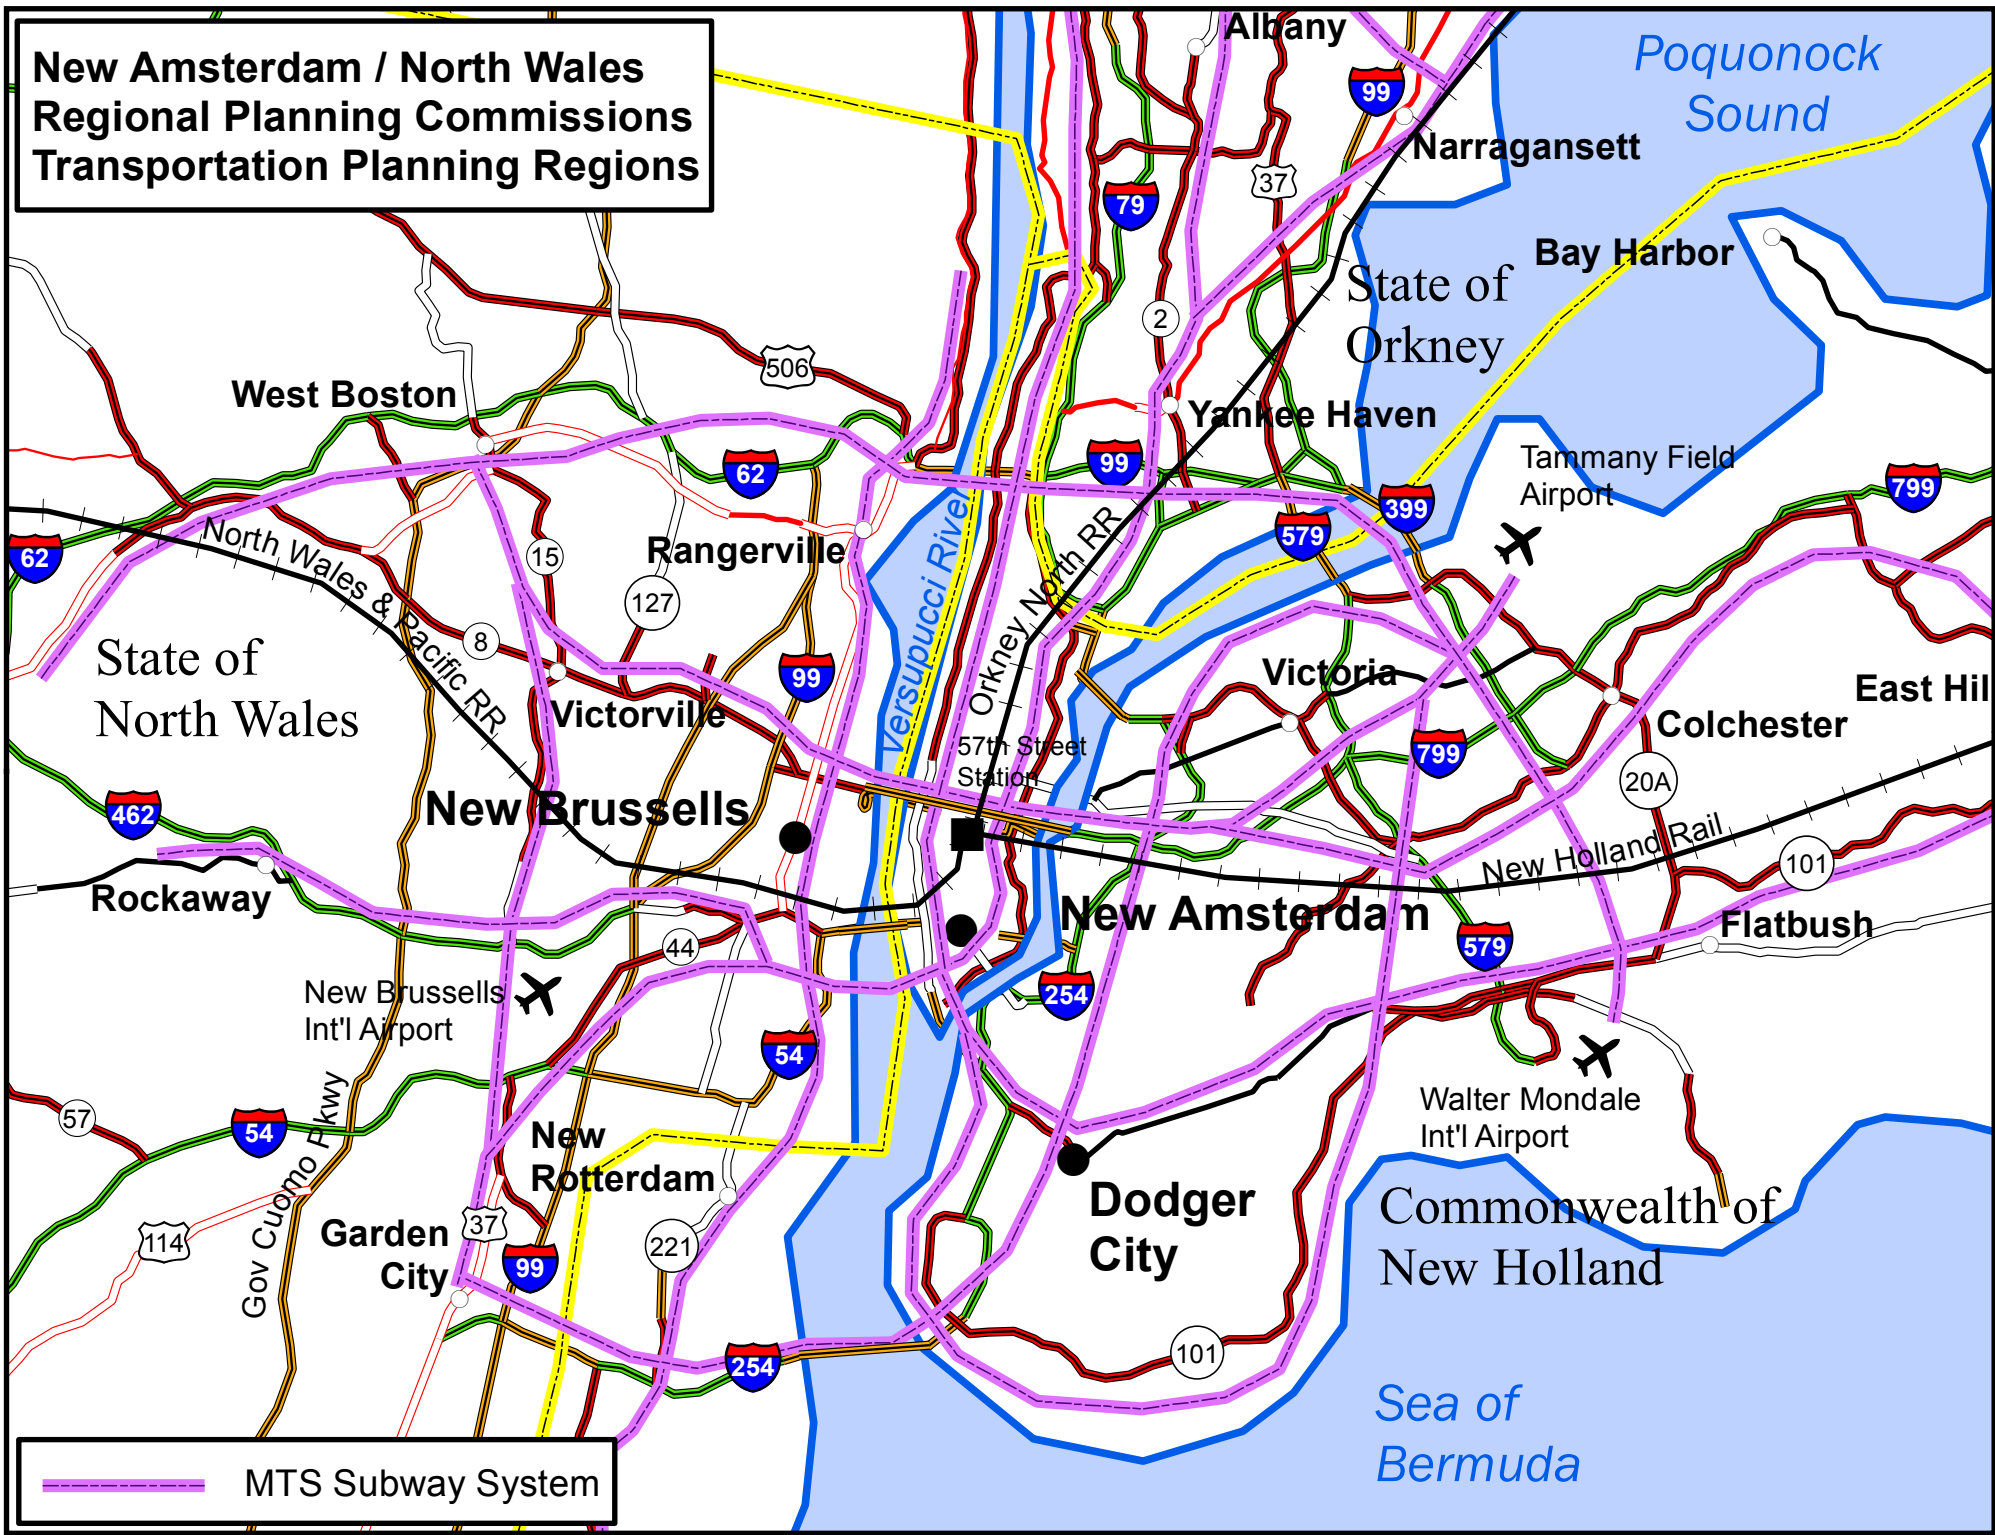 New Amsterdam / North Wales
Regional Planning Commissions
Transportation Planning Regions
Albany
Poquonock
Sound
99
Narragansett
37
79
Bay Harbor
State of
Orkney
2
506
West Boston
Yankee Haven
Tammany Field
Airport
62
99
799
399
579
62
North Wales & Pacific RR
15
Rangerville
Versupucci River
Orkney North RR
127
8
State of
North Wales
99
Victoria
East Hil
Victorville
Colchester
57th Street
Station
799
20A
462
New Brussells
New Holland Rail
101
Rockaway
New Amsterdam
Flatbush
44
579
New Brussells
Int'l Airport
254
54
Walter Mondale
Int'l Airport
57
54
Gov Cuomo Pkwy
New
Rotterdam
Dodger
City
Commonwealth of
New Holland
114
Garden
City
37
221
99
254
101
Sea of
Bermuda
MTS Subway System